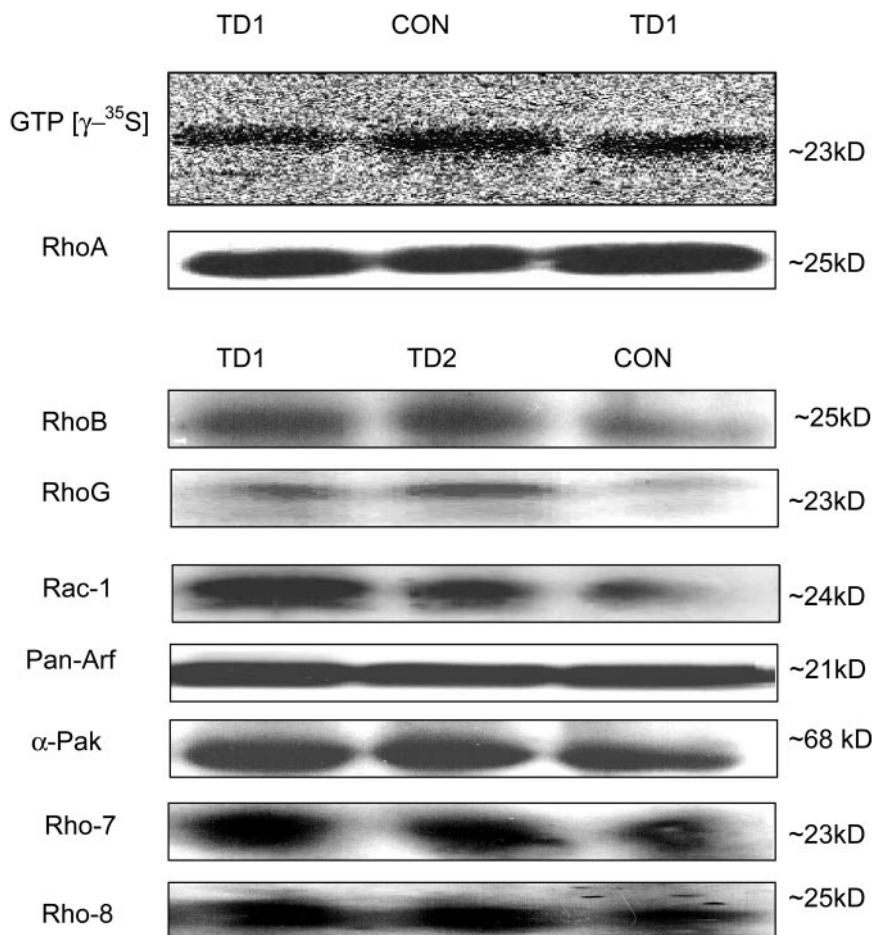 TD1 CON TD1
GTP [γ–³⁵S] ~23kD
RhoA ~25kD
TD1 TD2 CON
RhoB ~25kD
RhoG ~23kD
Rac-1 ~24kD
Pan-Arf ~21kD
α-Pak ~68 kD
Rho-7 ~23kD
Rho-8 ~25kD